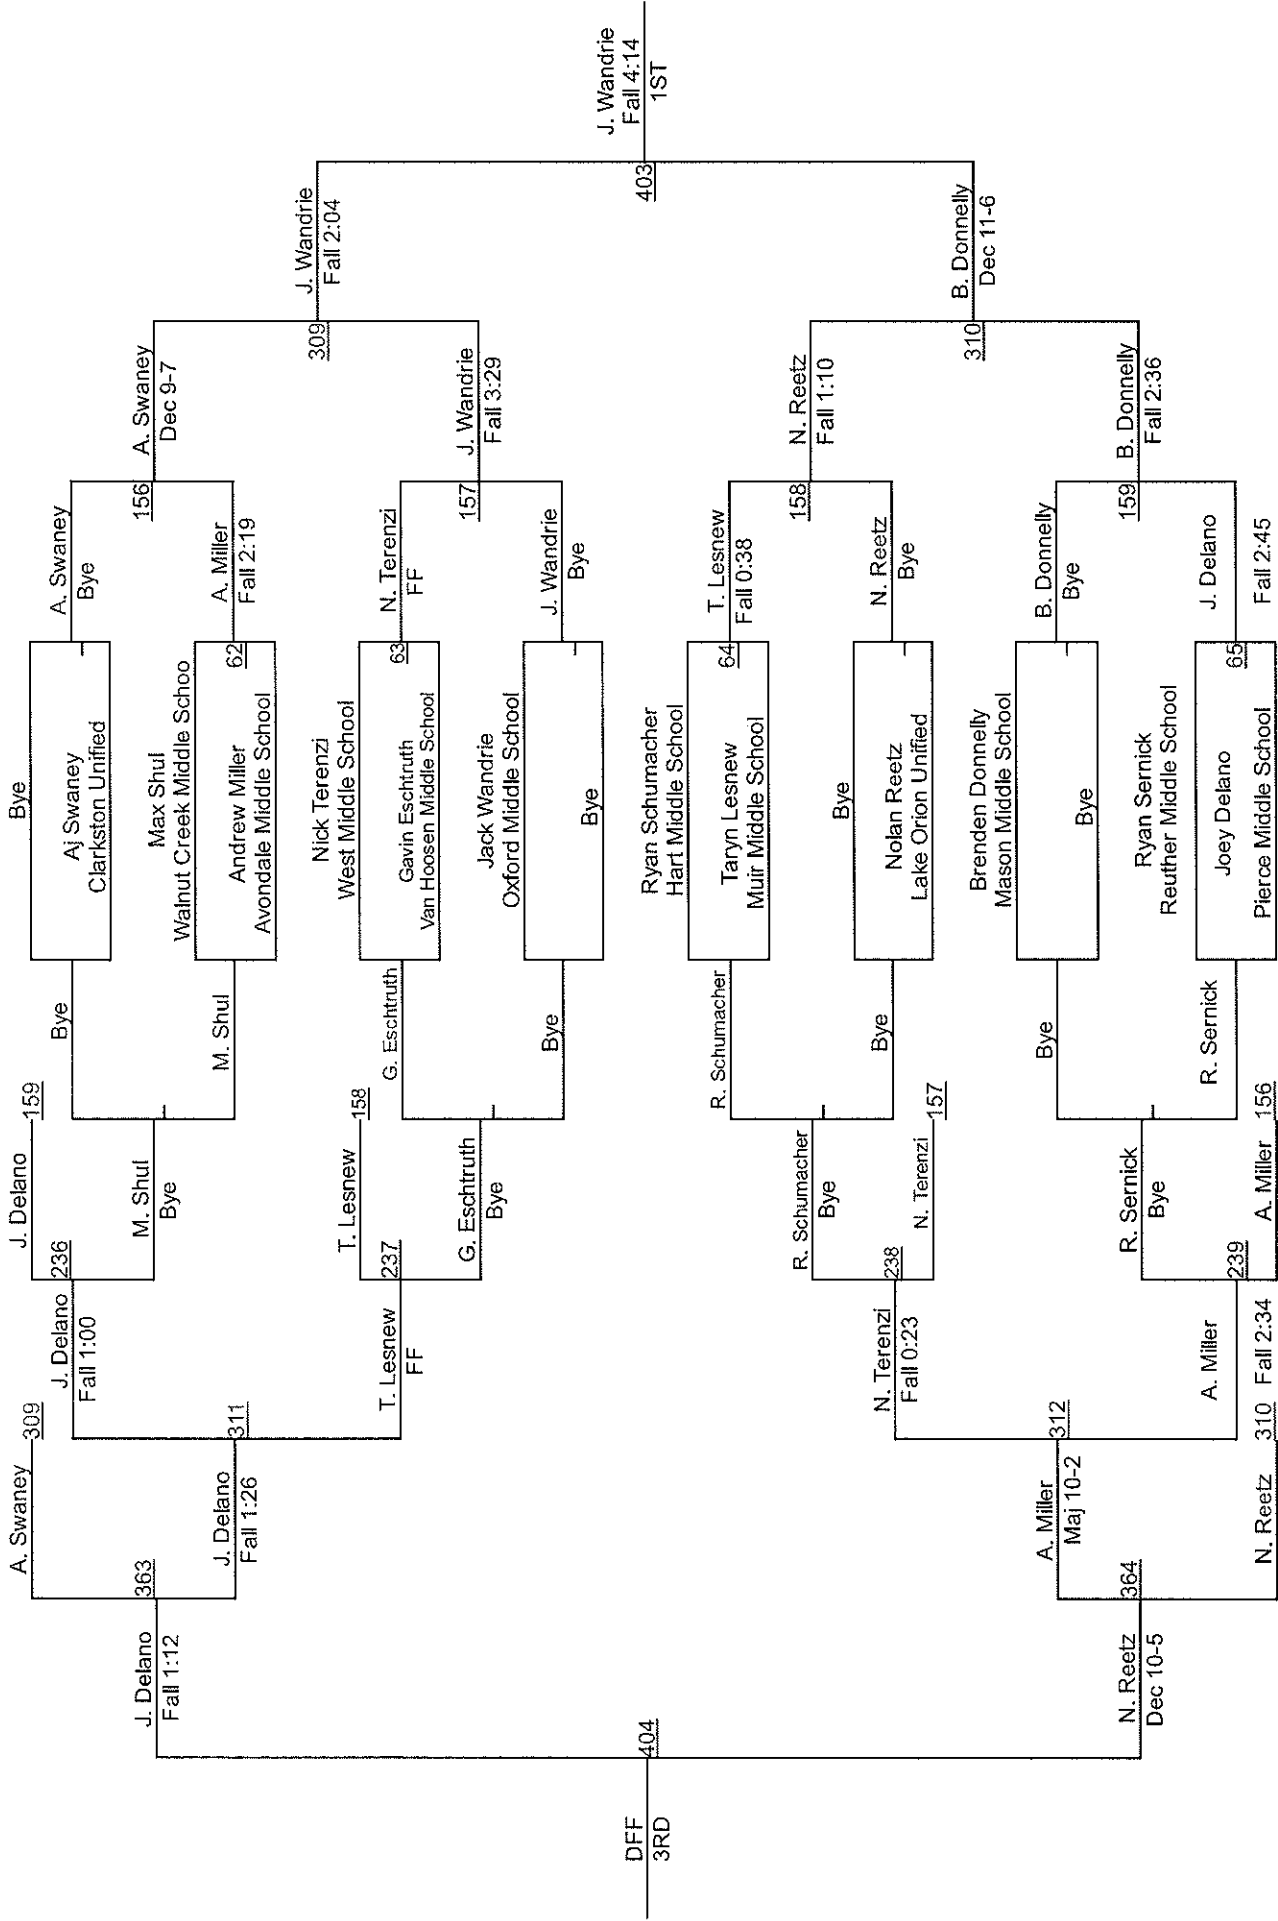 Bye
Aj Swaney
Clarkston Unified
Max Shul
Walnut Creek Middle Schoo
Andrew Miller
Avondale Middle School
62
Nick Terenzi
West Middle School
Gavin Eschtruth
Van Hoosen Middle School
63
Jack Wandrie
Oxford Middle School
Bye
Ryan Schumacher
Hart Middle School
Taryn Lesnew
Muir Middle School
64
Bye
Nolan Reetz
Lake Orion Unified
Brenden Donnelly
Mason Middle School
Bye
Ryan Sernick
Reuther Middle School
Joey Delano
Pierce Middle School
65
A. Swaney
Bye
A. Miller
Fall 2:19
N. Terenzi
FF
J. Wandrie
Bye
T. Lesnew
Fall 0:38
N. Reetz
Bye
B. Donnelly
Bye
J. Delano
Fall 2:45
156
A. Swaney
Dec 9-7
157
J. Wandrie
Fall 3:29
158
N. Reetz
Fall 1:10
159
B. Donnelly
Fall 2:36
309
J. Wandrie
Fall 2:04
310
B. Donnelly
Dec 11-6
403
J. Wandrie
Fall 4:14
1ST
Bye
M. Shul
G. Eschtruth
Bye
R. Schumacher
Bye
Bye
R. Sernick
J. Delano
159
M. Shul
Bye
T. Lesnew
158
G. Eschtruth
Bye
R. Schumacher
Bye
N. Terenzi
157
R. Sernick
Bye
A. Miller
156
236
J. Delano
Fall 1:00
237
T. Lesnew
FF
238
N. Terenzi
Fall 0:23
239
A. Miller
Fall 2:34
A. Swaney
309
311
J. Delano
Fall 1:26
312
A. Miller
Maj 10-2
N. Reetz
310
363
J. Delano
Fall 1:12
364
N. Reetz
Dec 10-5
404
DFF
3RD